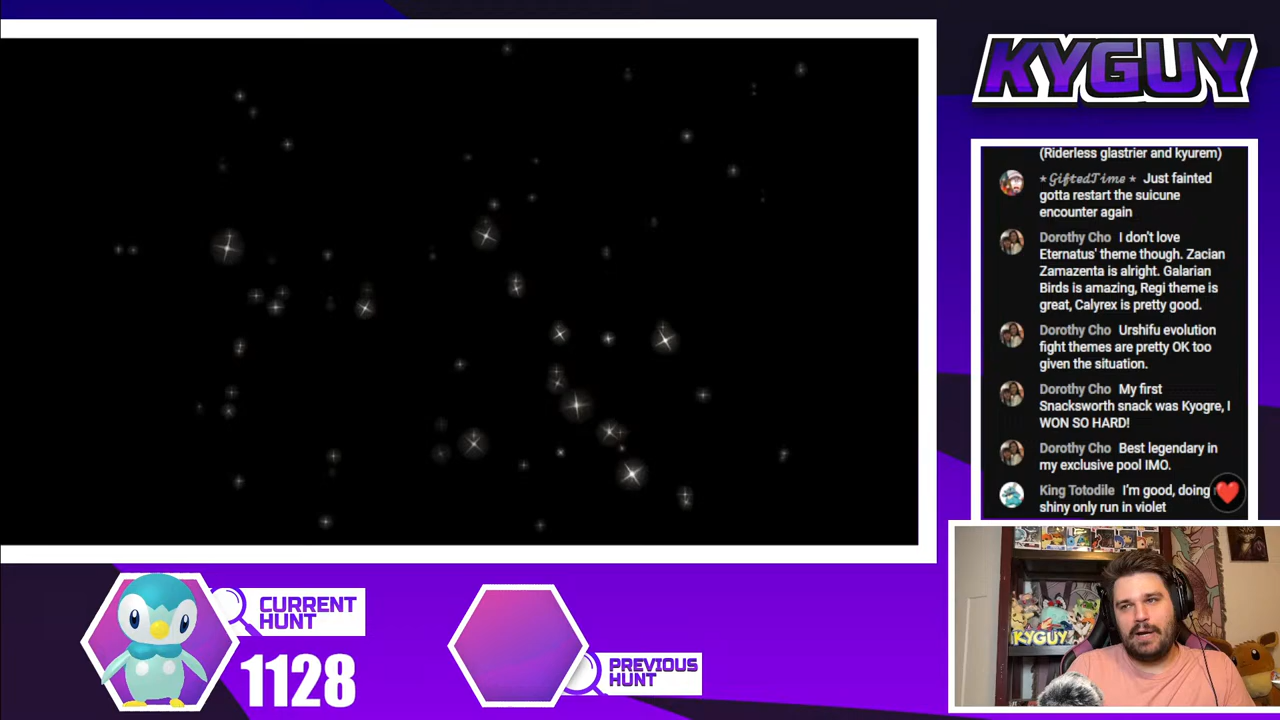 KYGUY
(Riderless glastrier and kyurem)
⋆ 𝓖𝓲𝓯𝓽𝓮𝓭𝓣𝓲𝓶𝓮 ⋆ Just fainted
gotta restart the suicune
encounter again
Dorothy Cho I don't love
Eternatus' theme though. Zacian
Zamazenta is alright. Galarian
Birds is amazing, Regi theme is
great, Calyrex is pretty good.
Dorothy Cho Urshifu evolution
fight themes are pretty OK too
given the situation.
Dorothy Cho My first
Snacksworth snack was Kyogre, I
WON SO HARD!
Dorothy Cho Best legendary in
my exclusive pool IMO.
King Totodile I'm good, doing
shiny only run in violet
CURRENT
HUNT
1128
PREVIOUS
HUNT
KYGUY